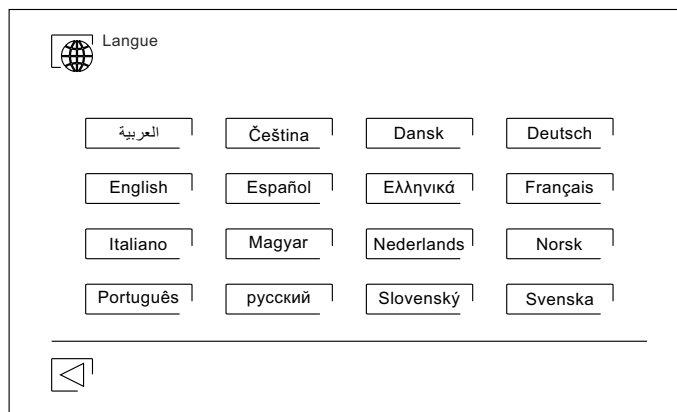 Langue
العربية
Čeština
Dansk
Deutsch
English
Español
Ελληνικά
Français
Italiano
Magyar
Nederlands
Norsk
Português
русский
Slovenský
Svenska